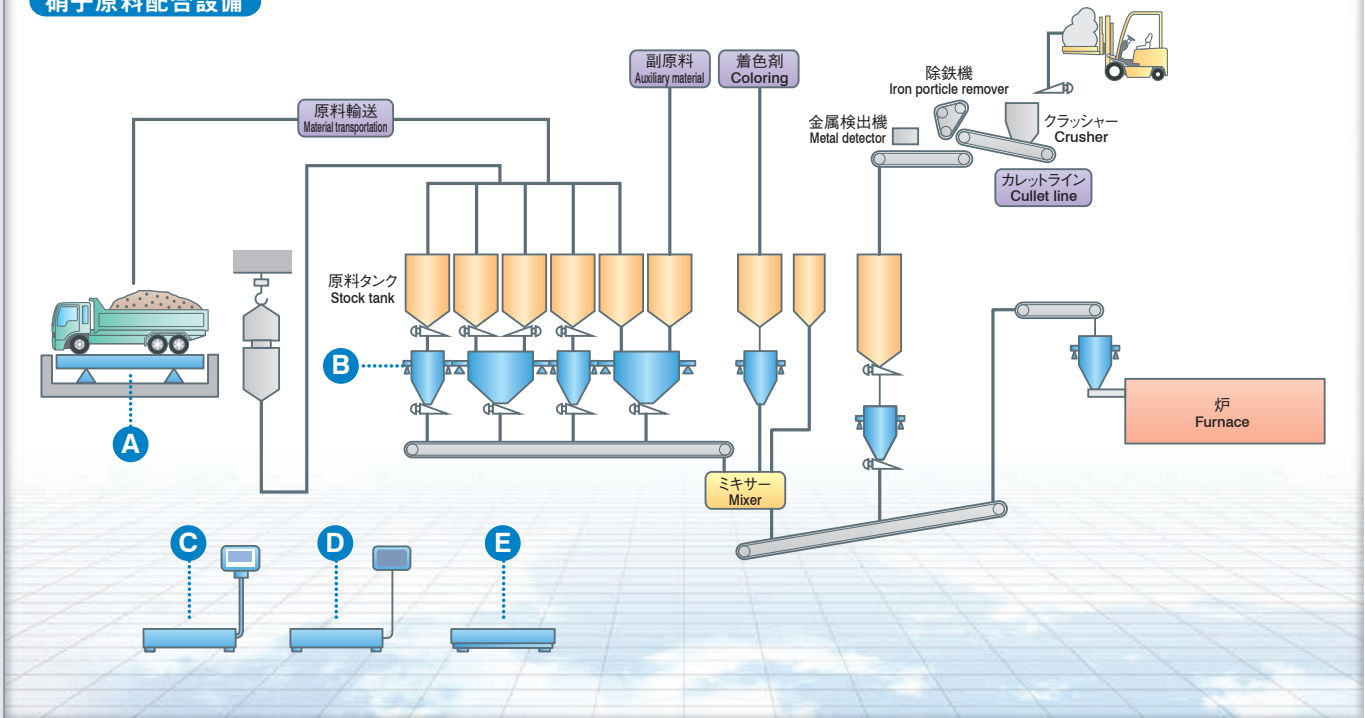 硝子原料配合設備
副原料
Auxiliary material
着色剤
Coloring
除鉄機
Iron porticle remover
原料輸送
Material transportation
金属検出機
Metal detector
クラッシャー
Crusher
カレットライン
Cullet line
原料タンク
Stock tank
B
A
炉
Furnace
ミキサー
Mixer
C
D
E